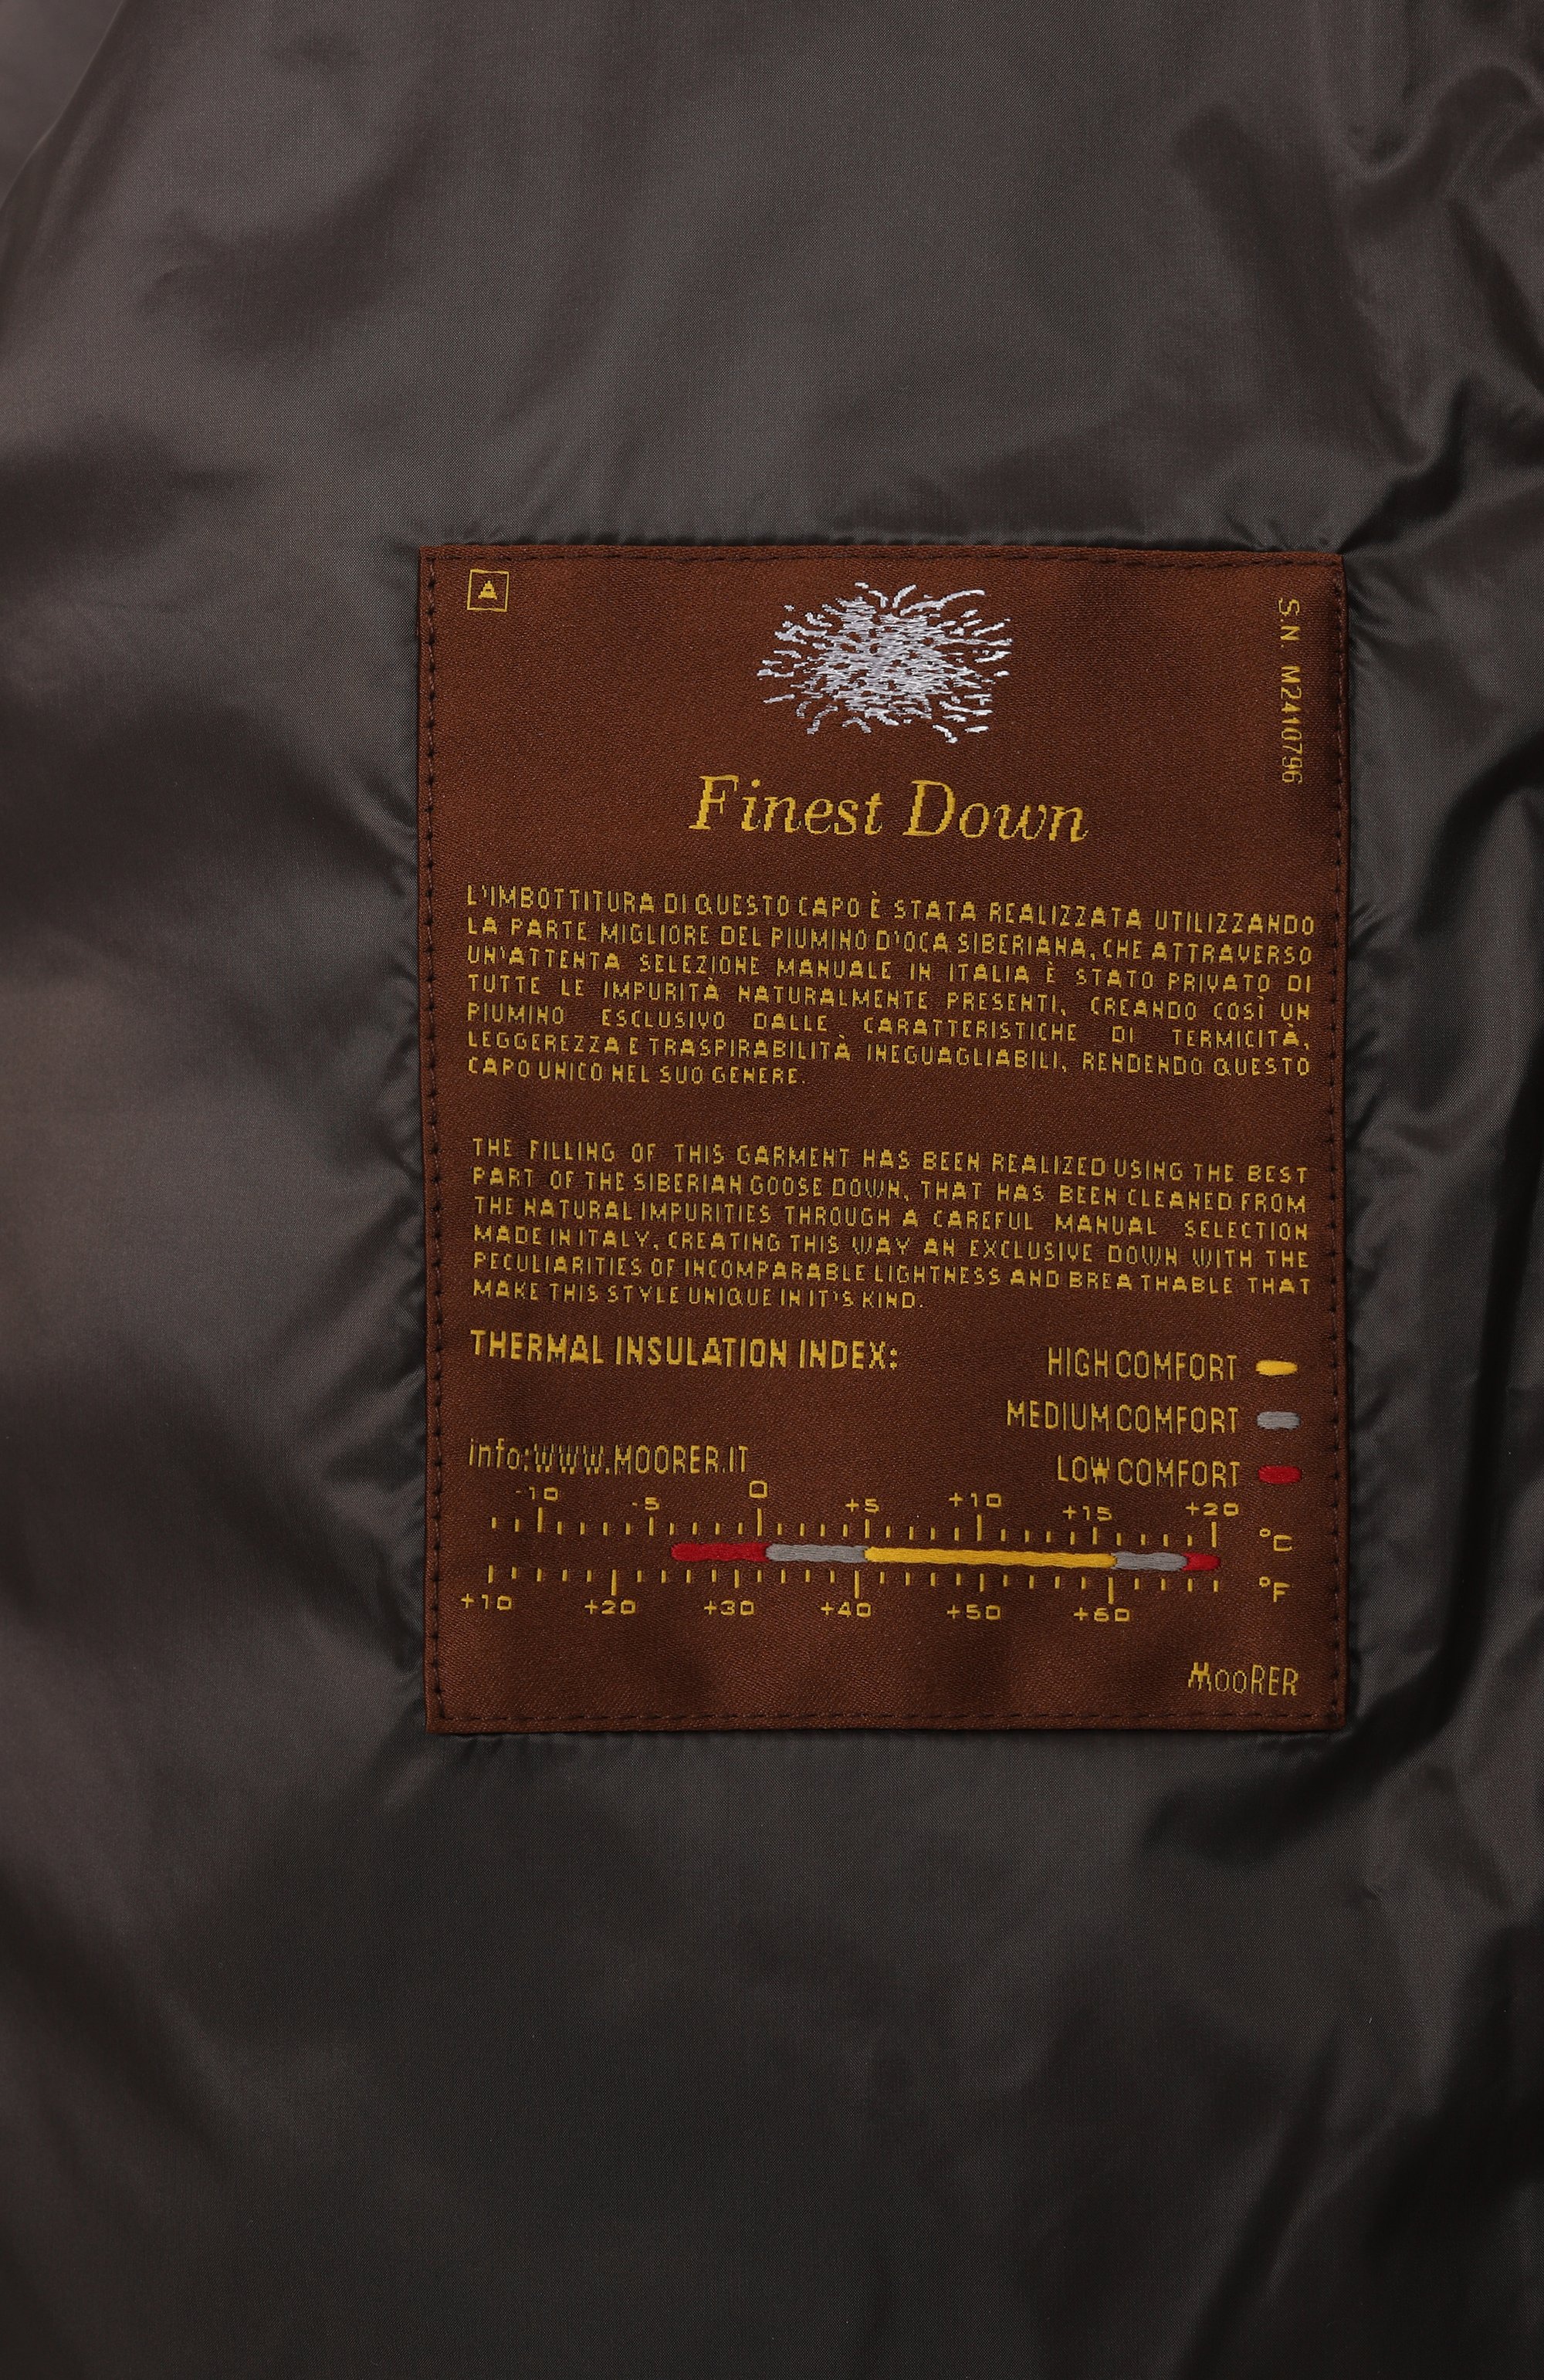 A
S.N. M2410796
Finest Down
L'IMBOTTITURA DI QUESTO CAPO È STATA REALIZZATA UTILIZZANDO
LA PARTE MIGLIORE DEL PIUMINO D'OCA SIBERIANA, CHE ATTRAVERSO
UN'ATTENTA SELEZIONE MANUALE IN ITALIA È STATO PRIVATO DI
TUTTE LE IMPURITÀ NATURALMENTE PRESENTI, CREANDO COSÌ UN
PIUMINO ESCLUSIVO DALLE CARATTERISTICHE DI TERMICITÀ,
LEGGEREZZA E TRASPIRABILITÀ INEGUAGLIABILI, RENDENDO QUESTO
CAPO UNICO NEL SUO GENERE.
THE FILLING OF THIS GARMENT HAS BEEN REALIZED USING THE BEST
PART OF THE SIBERIAN GOOSE DOWN, THAT HAS BEEN CLEANED FROM
THE NATURAL IMPURITIES THROUGH A CAREFUL MANUAL SELECTION
MADE IN ITALY, CREATING THIS WAY AN EXCLUSIVE DOWN WITH THE
PECULIARITIES OF INCOMPARABLE LIGHTNESS AND BREATHABLE THAT
MAKE THIS STYLE UNIQUE IN IT'S KIND.
THERMAL INSULATION INDEX:
HIGH COMFORT
MEDIUM COMFORT
LOW COMFORT
info:WWW.MOORER.IT
-10 -5 0 +5 +10 +15 +20 °C
+10 +20 +30 +40 +50 +60 °F
MOORER